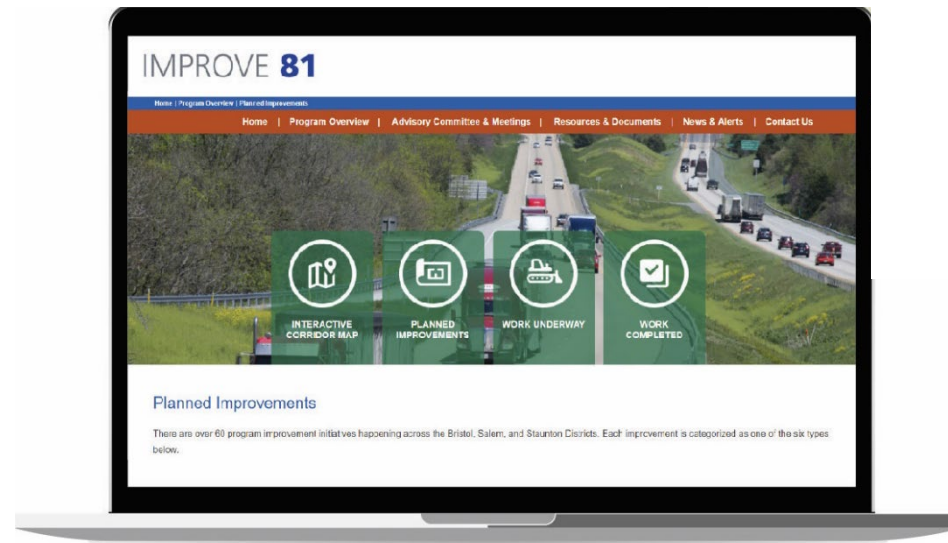 IMPROVE 81
Home | Program Overview | Planned Improvements
Home | Program Overview | Advisory Committee & Meetings | Resources & Documents | News & Alerts | Contact Us
INTERACTIVE
CORRIDOR MAP
PLANNED
IMPROVEMENTS
WORK UNDERWAY
WORK
COMPLETED
Planned Improvements
There are over 60 program improvement initiatives happening across the Bristol, Salem, and Staunton Districts. Each improvement is categorized as one of the six types
below.